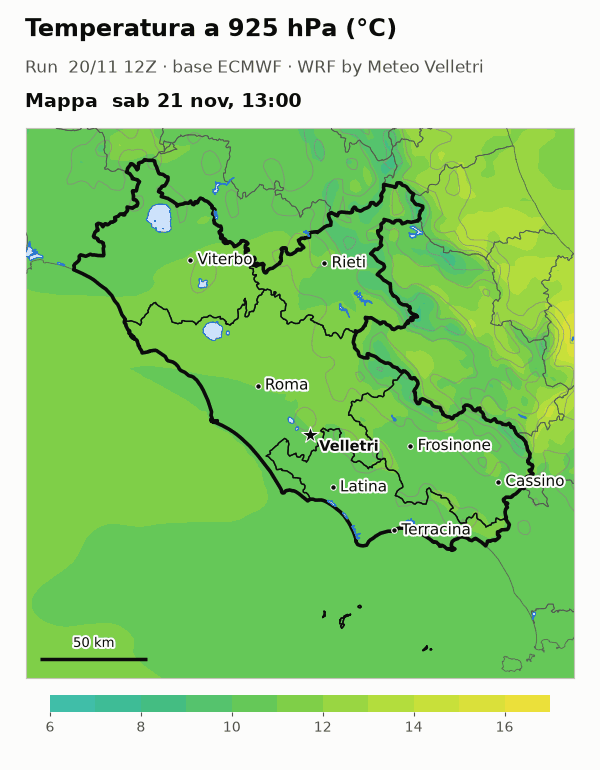 Temperatura a 925 hPa (°C)
Run  20/11 12Z · base ECMWF · WRF by Meteo Velletri
Mappa  sab 21 nov, 13:00
Viterbo
Rieti
Roma
Velletri
Frosinone
Cassino
Latina
Terracina
50 km
6 8 10 12 14 16